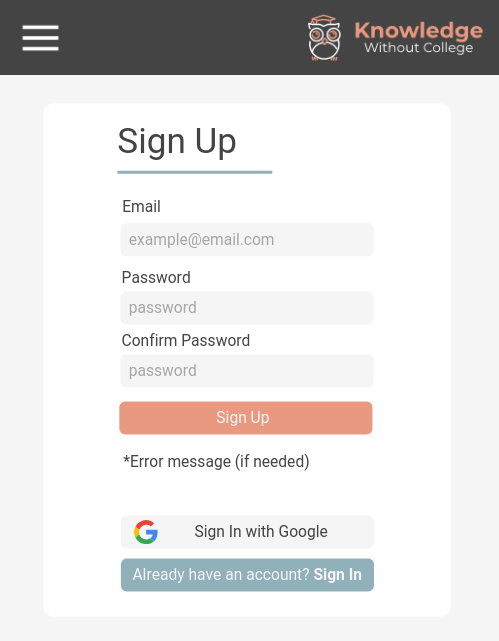 Knowledge
Without College
Sign Up
Email
example@email.com
Password
password
Confirm Password
password
Sign Up
*Error message (if needed)
Sign In with Google
Already have an account? Sign In